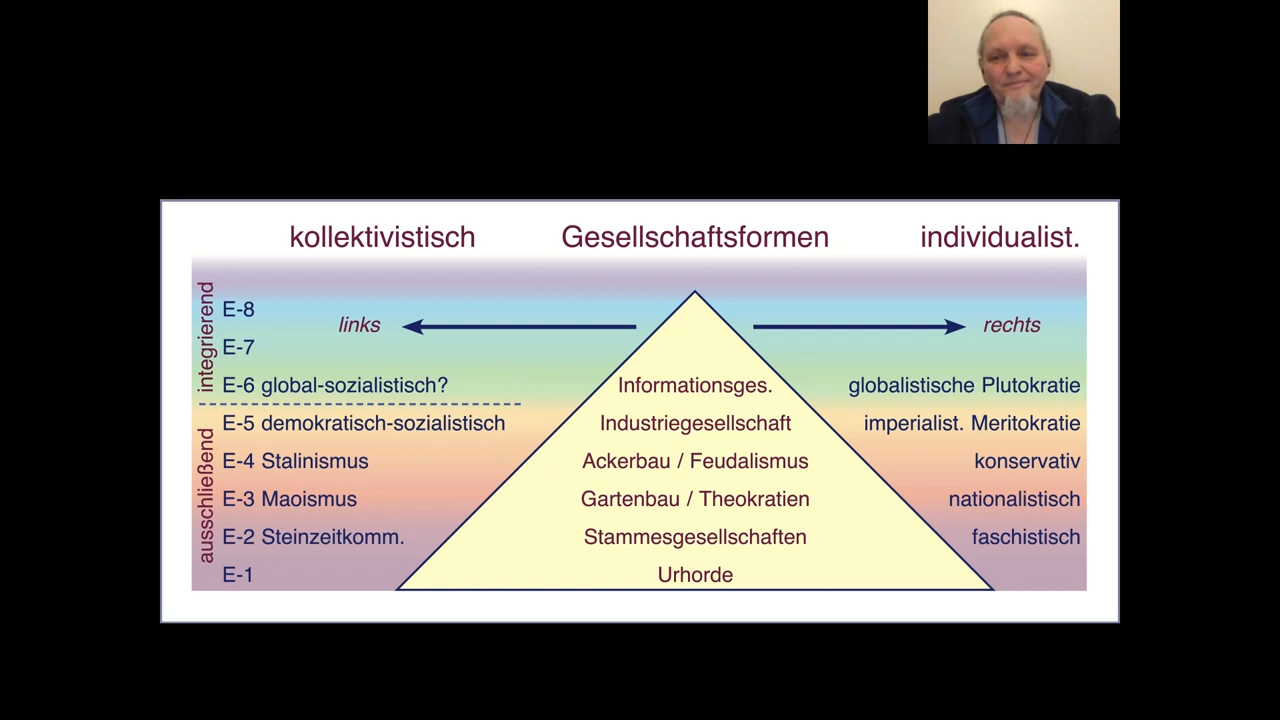 kollektivistisch Gesellschaftsformen individualist.
integrierend
ausschließend
E-8
links rechts
E-7
E-6 global-sozialistisch? Informationsges. globalistische Plutokratie
E-5 demokratisch-sozialistisch Industriegesellschaft imperialist. Meritokratie
E-4 Stalinismus Ackerbau / Feudalismus konservativ
E-3 Maoismus Gartenbau / Theokratien nationalistisch
E-2 Steinzeitkomm. Stammesgesellschaften faschistisch
E-1 Urhorde